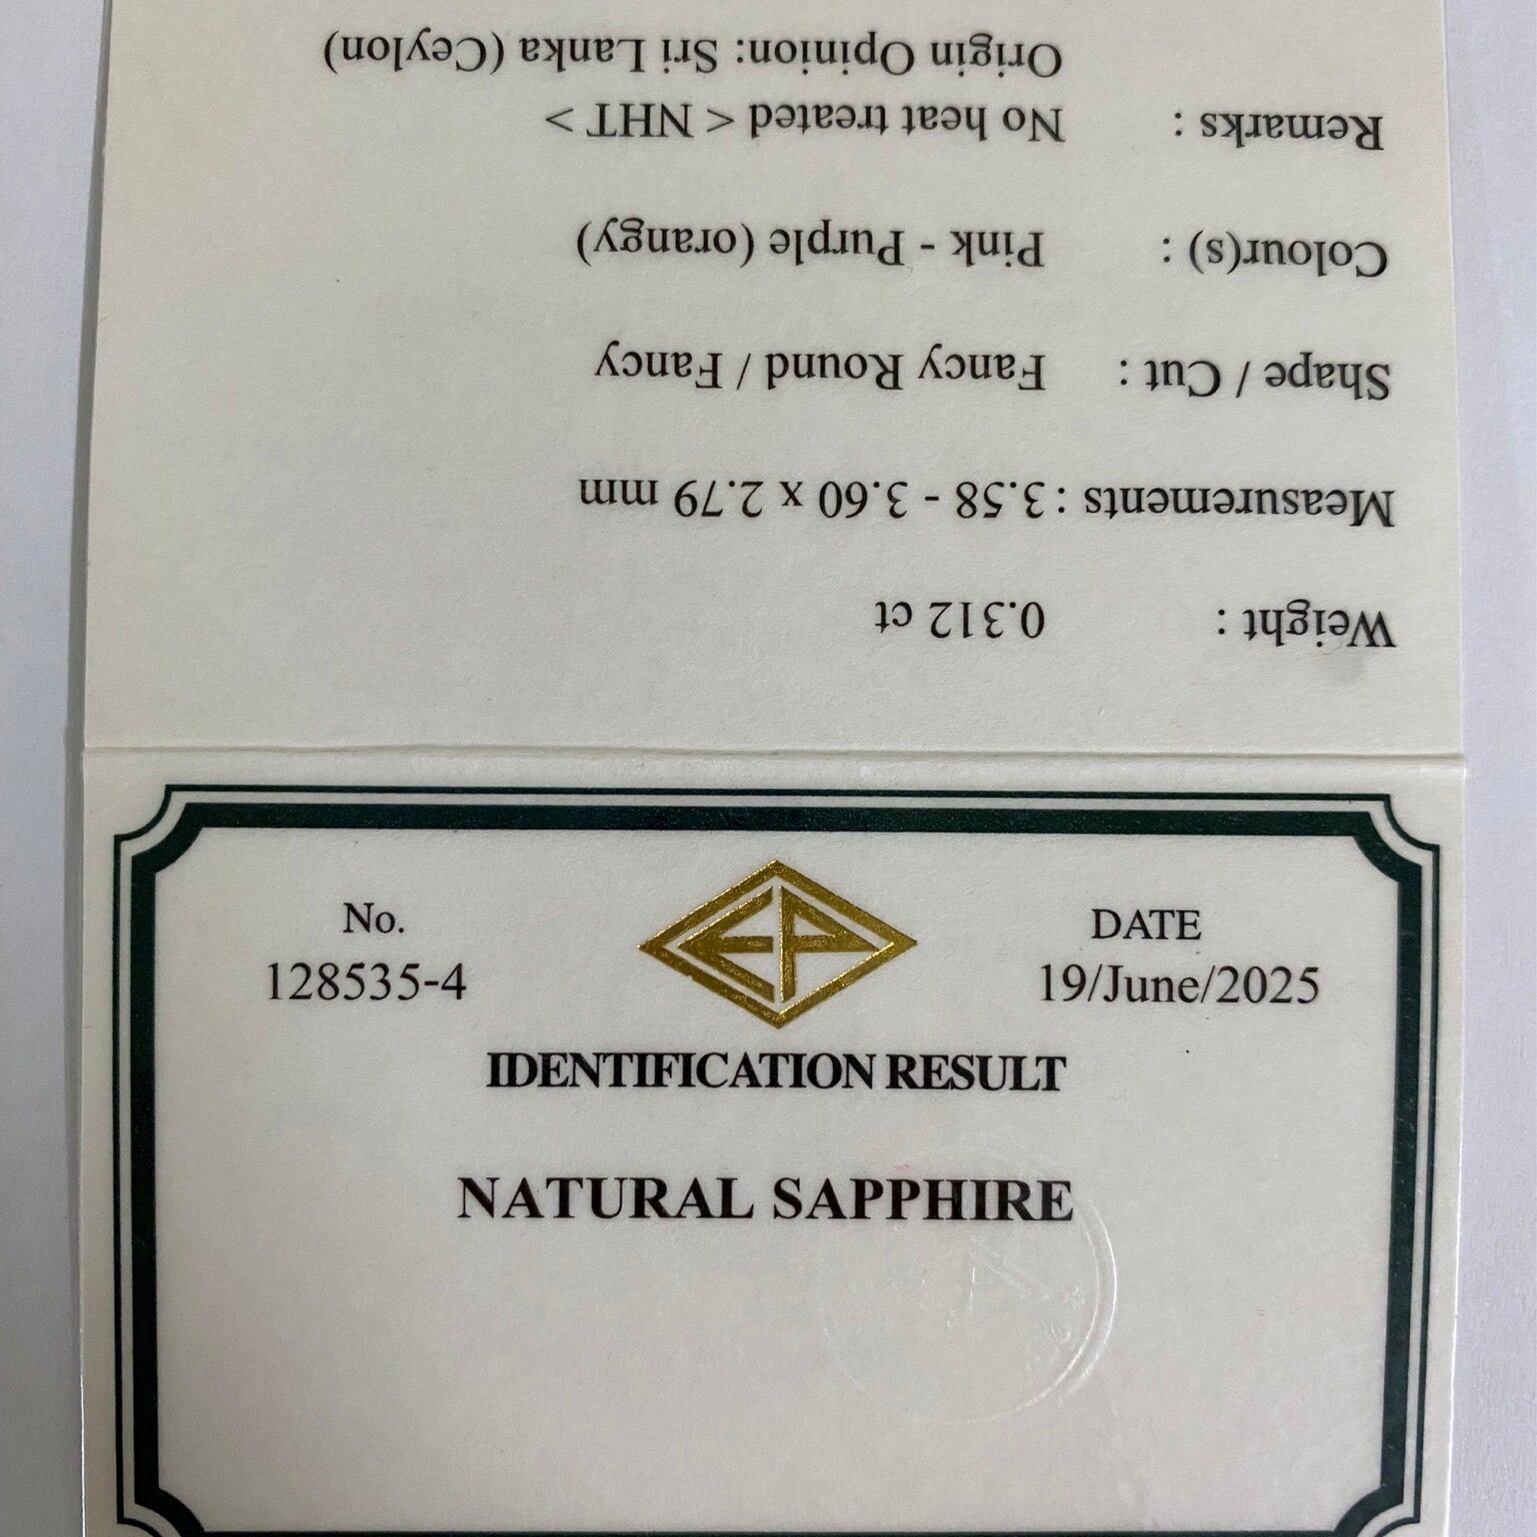 Weight : 0.312 ct
Measurements : 3.58 - 3.60 x 2.79 mm
Shape / Cut : Fancy Round / Fancy
Colour(s) : Pink - Purple (orangy)
Remarks : No heat treated < NHT >
Origin Opinion: Sri Lanka (Ceylon)
No.
128535-4
EP
DATE
19/June/2025
IDENTIFICATION RESULT
NATURAL SAPPHIRE